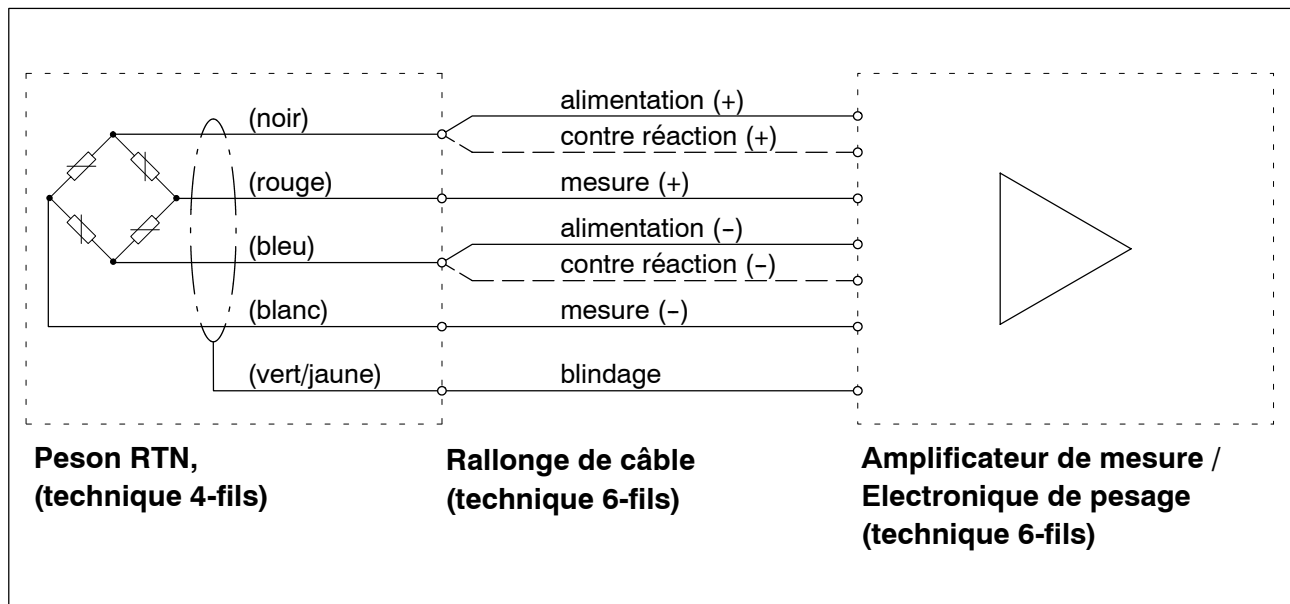 (noir)
alimentation (+)
contre réaction (+)
(rouge)
mesure (+)
(bleu)
alimentation (–)
contre réaction (–)
(blanc)
mesure (–)
(vert/jaune)
blindage
Peson RTN,
(technique 4-fils)
Rallonge de câble
(technique 6-fils)
Amplificateur de mesure /
Electronique de pesage
(technique 6-fils)